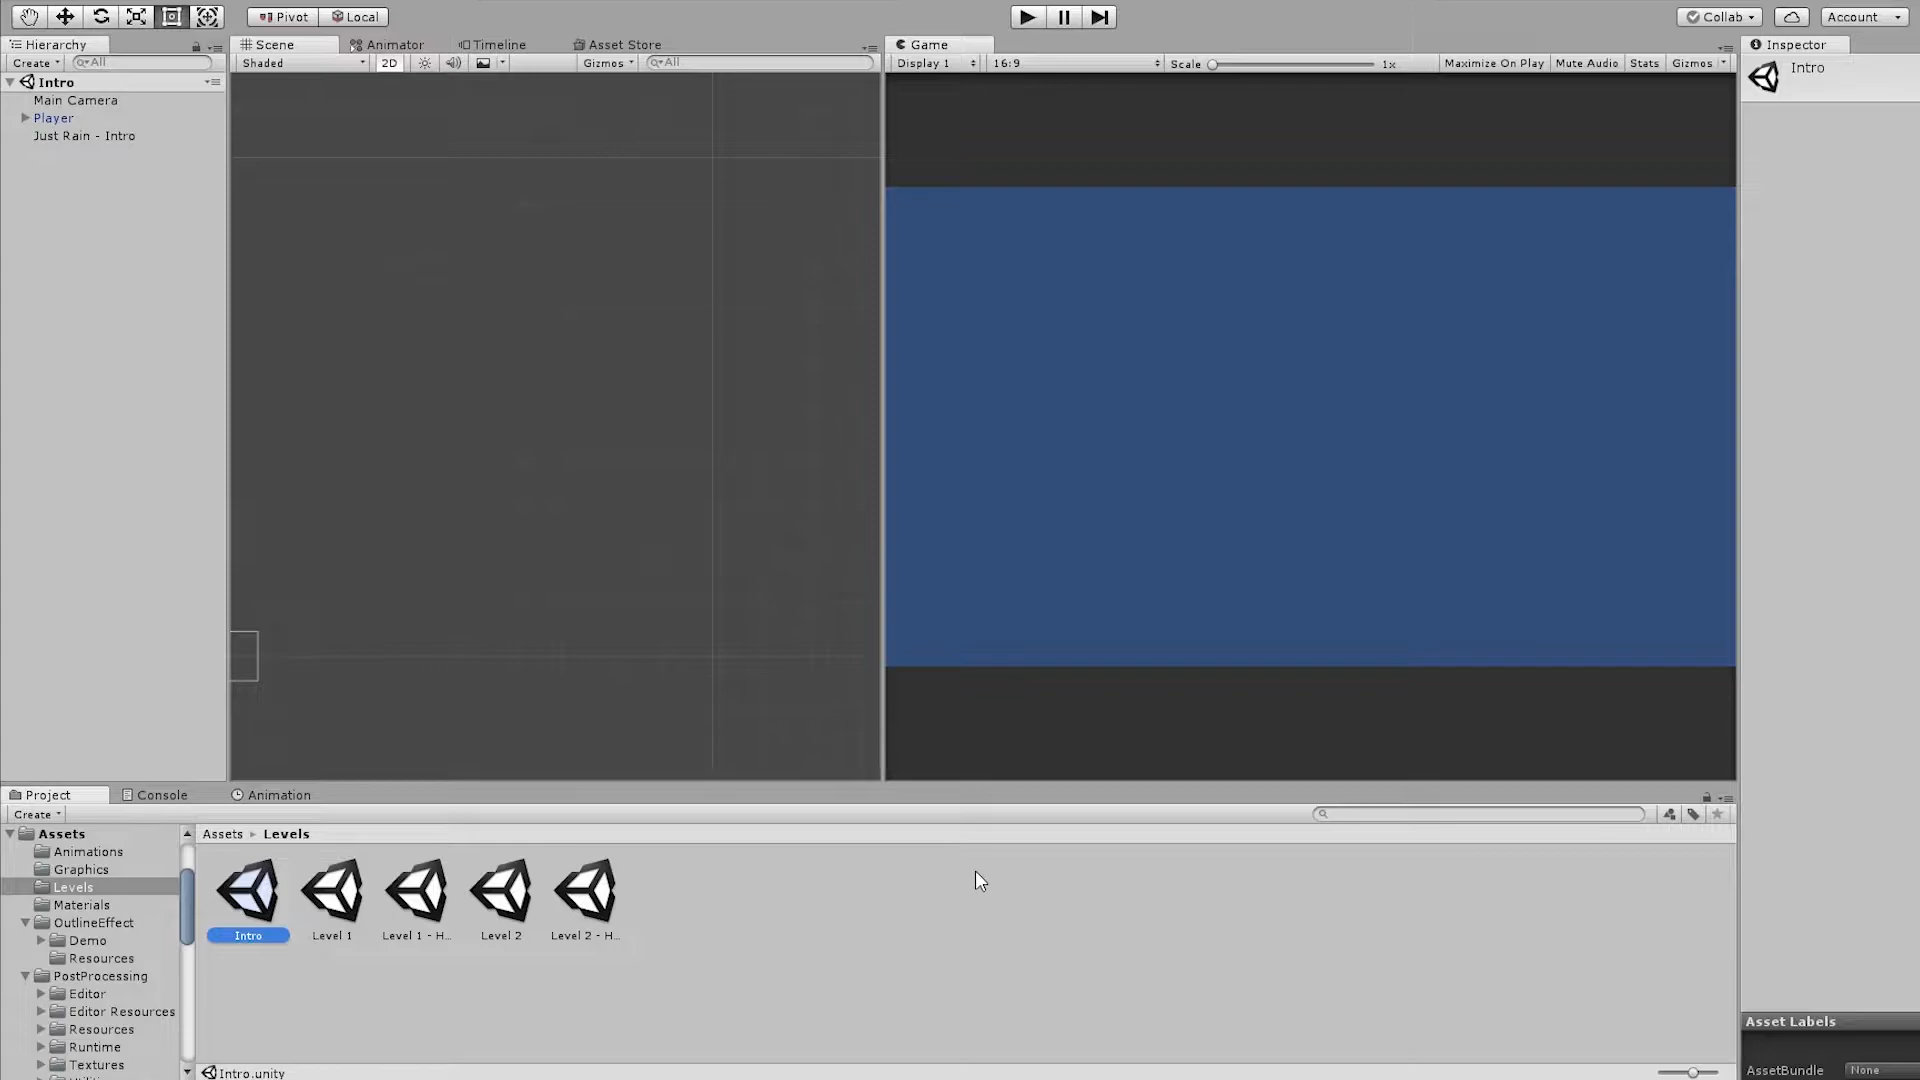 Pivot Local Collab Account
Hierarchy Scene Animator Timeline Asset Store Game Inspector
Create All Shaded 2D Gizmos All Display 1 16:9 Scale 1x Maximize On Play Mute Audio Stats Gizmos Intro
Intro
Main Camera
Player
Just Rain - Intro
Project Console Animation
Create
Assets Assets Levels
Animations
Graphics
Levels
Materials
OutlineEffect
Intro Level 1 Level 1 - H... Level 2 Level 2 - H...
Demo
Resources
PostProcessing
Editor
Editor Resources
Resources
Runtime
Textures
Intro.unity
Asset Labels
AssetBundle None